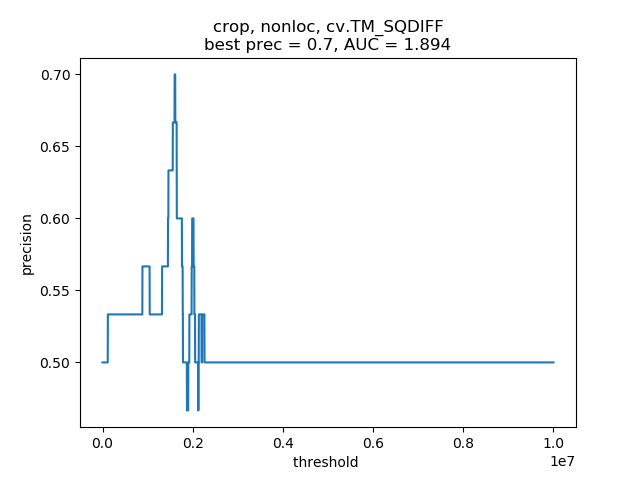 crop, nonloc, cv.TM_SQDIFF
best prec = 0.7, AUC = 1.894
0.70
0.65
0.60
0.55
0.50
precision
0.0
0.2
0.4
0.6
0.8
1.0
1e7
threshold